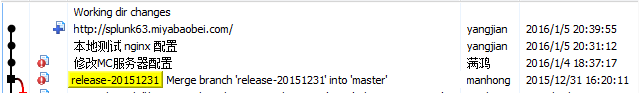 Working dir changes
http://splunk63.miyabaobei.com/ yangjian 2016/1/5 20:39:55
本地测试 nginx 配置 yangjian 2016/1/5 20:31:12
修改MC服务器配置 满鸿 2016/1/4 18:37:17
release-20151231 Merge branch 'release-20151231' into 'master' manhong 2015/12/31 16:20:11